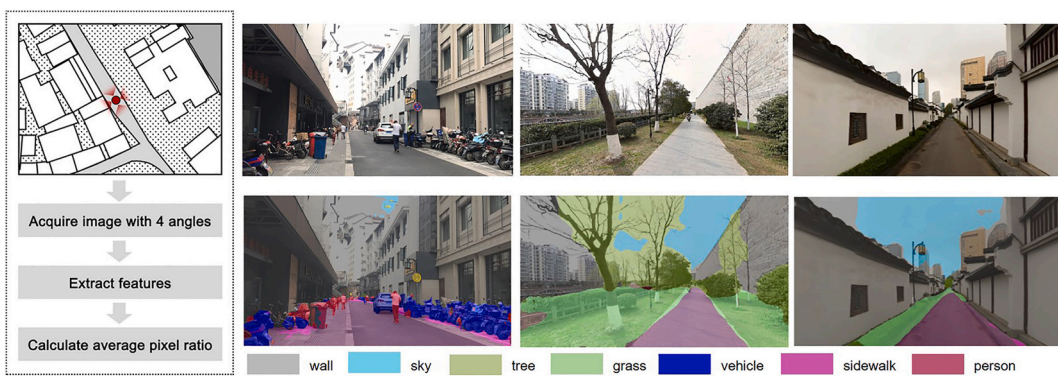 Acquire image with 4 angles
Extract features
Calculate average pixel ratio
wall sky tree grass vehicle sidewalk person